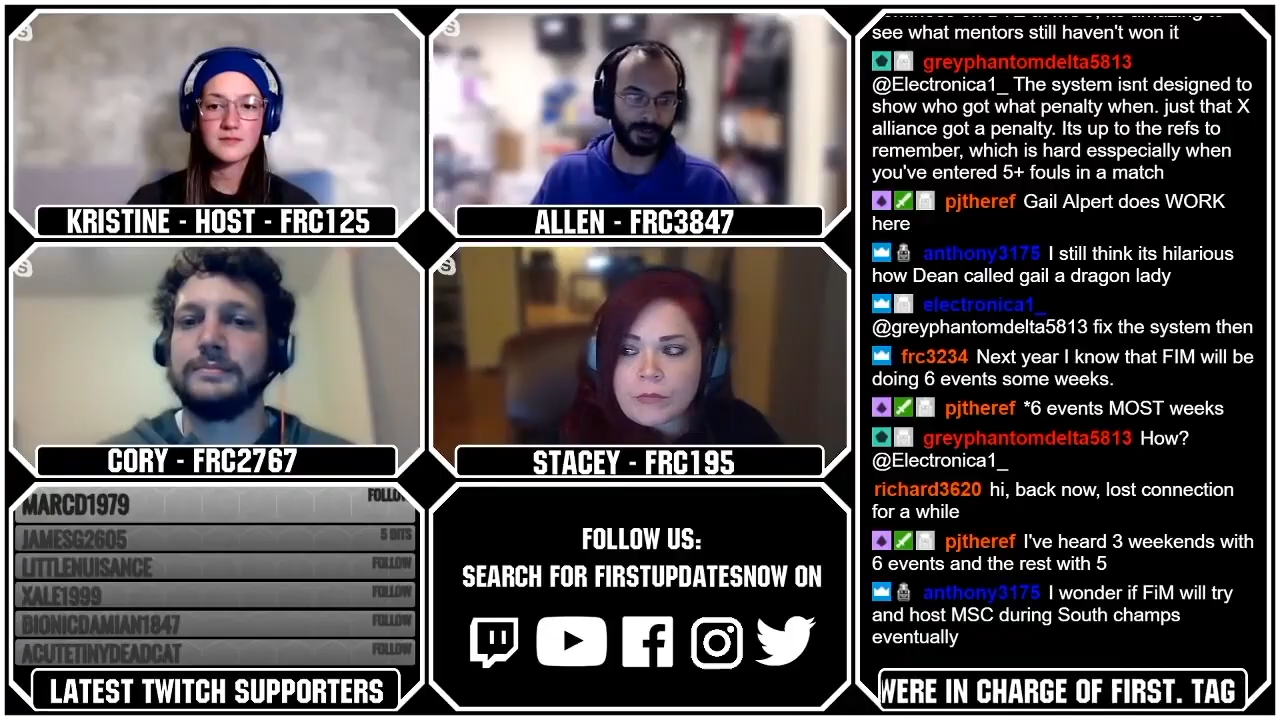 KRISTINE - HOST - FRC125
ALLEN - FRC3847
CORY - FRC2767
STACEY - FRC195
MARCD1979 FOLLOW
JAMESG2605 5 BITS
LITTLENUISANCE FOLLOW
XALE1999 FOLLOW
BIONICDAMIAN1847 FOLLOW
ACUTETINYDEADCAT FOLLOW
LATEST TWITCH SUPPORTERS
FOLLOW US:
SEARCH FOR FIRSTUPDATESNOW ON
see what mentors still haven't won it
greyphantomdelta5813
@Electronica1_ The system isnt designed to
show who got what penalty when. just that X
alliance got a penalty. Its up to the refs to
remember, which is hard esspecially when
you've entered 5+ fouls in a match
pjtheref Gail Alpert does WORK
here
anthony3175 I still think its hilarious
how Dean called gail a dragon lady
electronica1_
@greyphantomdelta5813 fix the system then
frc3234 Next year I know that FIM will be
doing 6 events some weeks.
pjtheref *6 events MOST weeks
greyphantomdelta5813 How?
@Electronica1_
richard3620 hi, back now, lost connection
for a while
pjtheref I've heard 3 weekends with
6 events and the rest with 5
anthony3175 I wonder if FiM will try
and host MSC during South champs
eventually
WERE IN CHARGE OF FIRST. TAG